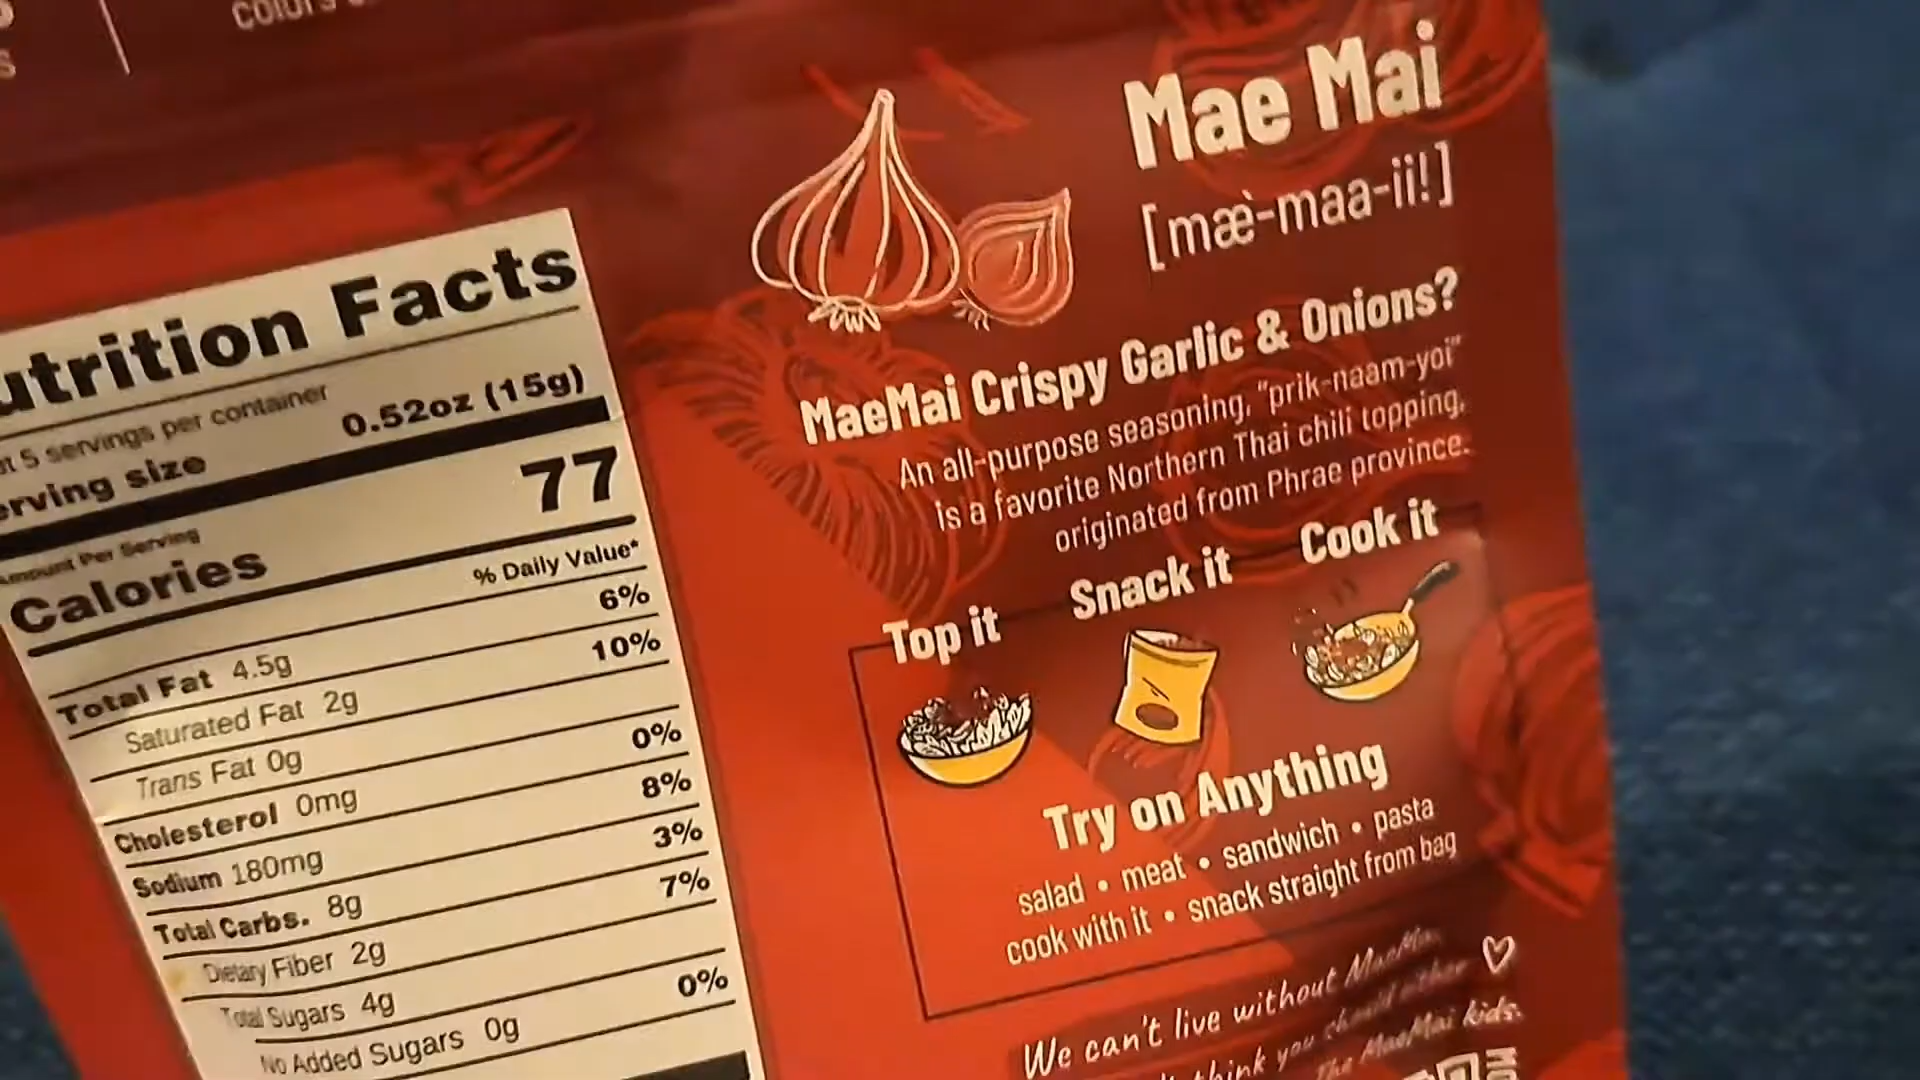 Nutrition Facts
5 servings per container
serving size 0.52oz (15g)
Amount Per Serving
Calories 77
% Daily Value*
Total Fat 4.5g 6%
Saturated Fat 2g 10%
Trans Fat 0g
Cholesterol 0mg 0%
Sodium 180mg 8%
Total Carbs. 8g 3%
Dietary Fiber 2g 7%
Total Sugars 4g
No Added Sugars 0g 0%
Mae Mai
[mæ̀-maa-ii!]
MaeMai Crispy Garlic & Onions?
An all-purpose seasoning, "prik-naam-yoi"
is a favorite Northern Thai chili topping,
originated from Phrae province.
Top it Snack it Cook it
Try on Anything
salad • meat • sandwich • pasta
cook with it • snack straight from bag
We can't live without MaeMai,
think you should either
The MaeMai kids.